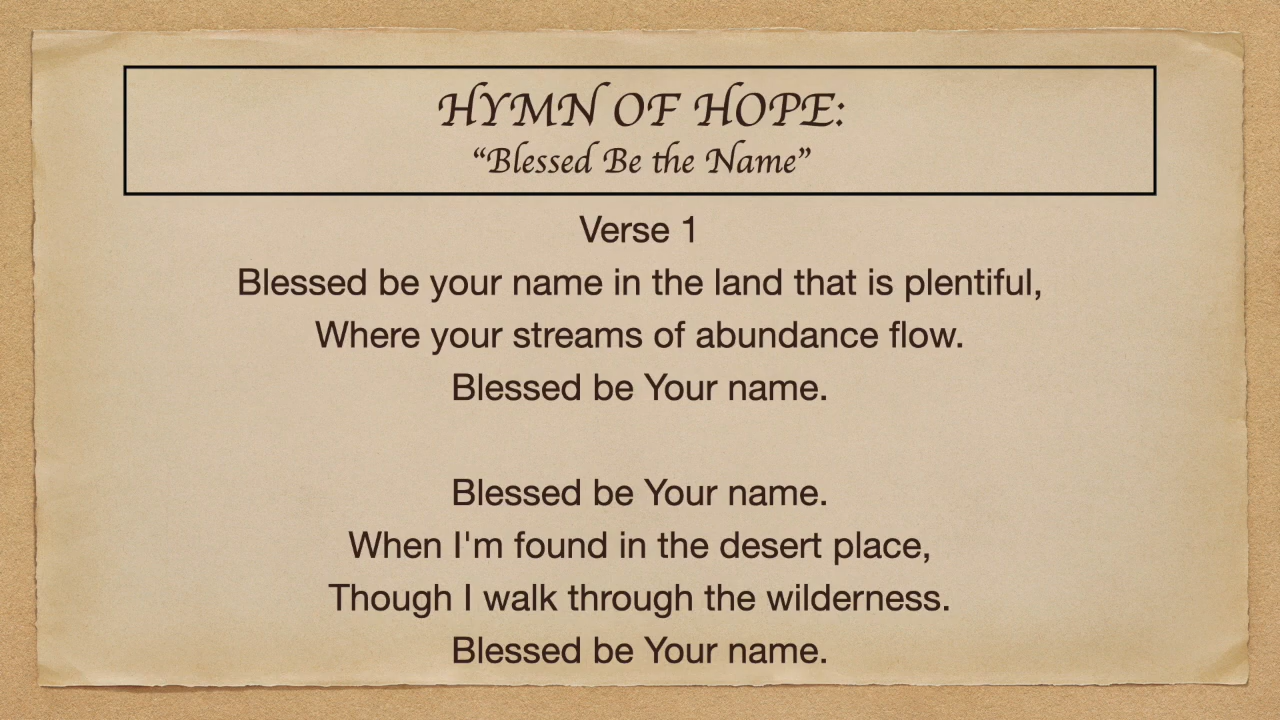 HYMN OF HOPE:
“Blessed Be the Name”
Verse 1
Blessed be your name in the land that is plentiful,
Where your streams of abundance flow.
Blessed be Your name.
Blessed be Your name.
When I'm found in the desert place,
Though I walk through the wilderness.
Blessed be Your name.